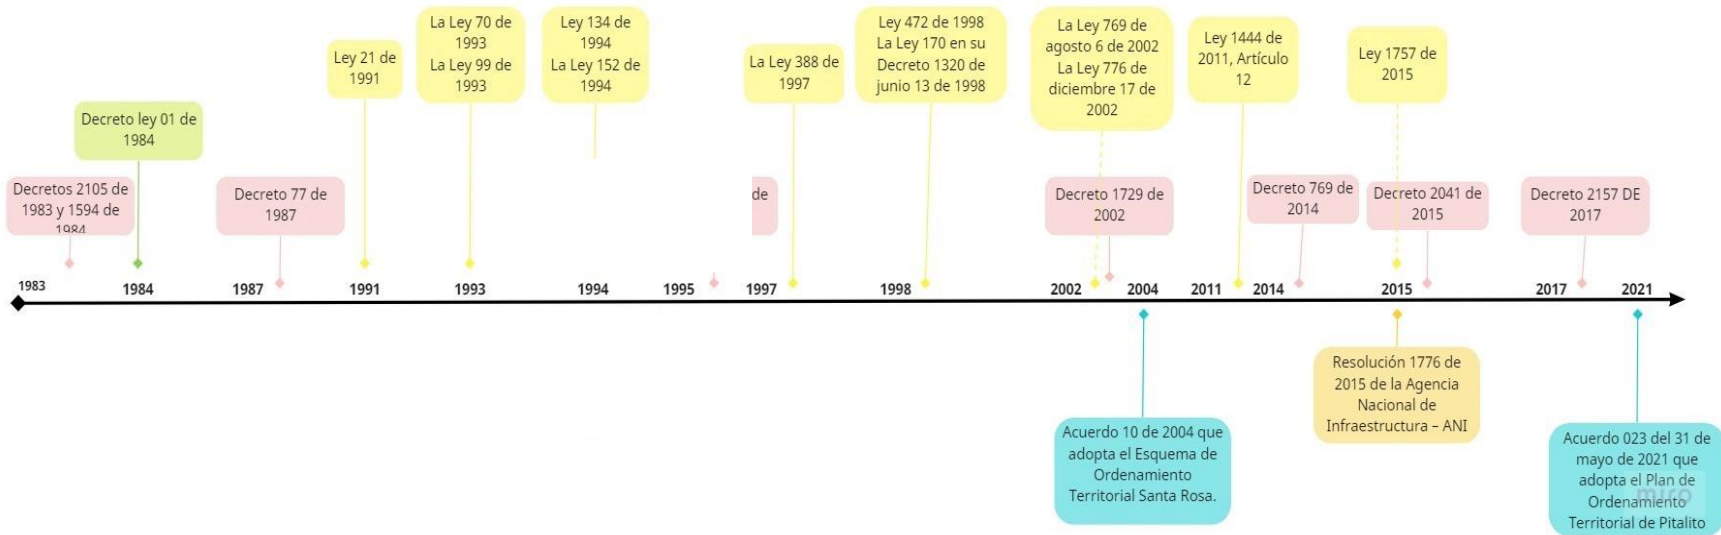 La Ley 70 de
1993
La Ley 99 de
1993
Ley 134 de
1994
La Ley 152 de
1994
Ley 472 de 1998
La Ley 170 en su
Decreto 1320 de
junio 13 de 1998
La Ley 769 de
agosto 6 de 2002
La Ley 776 de
diciembre 17 de
2002
Ley 1444 de
2011, Artículo
12
Ley 1757 de
2015
Ley 21 de
1991
La Ley 388 de
1997
Decreto ley 01 de
1984
Decretos 2105 de
1983 y 1594 de
1984
Decreto 77 de
1987
de
Decreto 1729 de
2002
Decreto 769 de
2014
Decreto 2041 de
2015
Decreto 2157 DE
2017
1983 1984 1987 1991 1993 1994 1995 1997 1998 2002 2004 2011 2014 2015 2017 2021
Resolución 1776 de
2015 de la Agencia
Nacional de
Infraestructura – ANI
Acuerdo 10 de 2004 que
adopta el Esquema de
Ordenamiento
Territorial Santa Rosa.
Acuerdo 023 del 31 de
mayo de 2021 que
adopta el Plan de
Ordenamiento
Territorial de Pitalito
miro